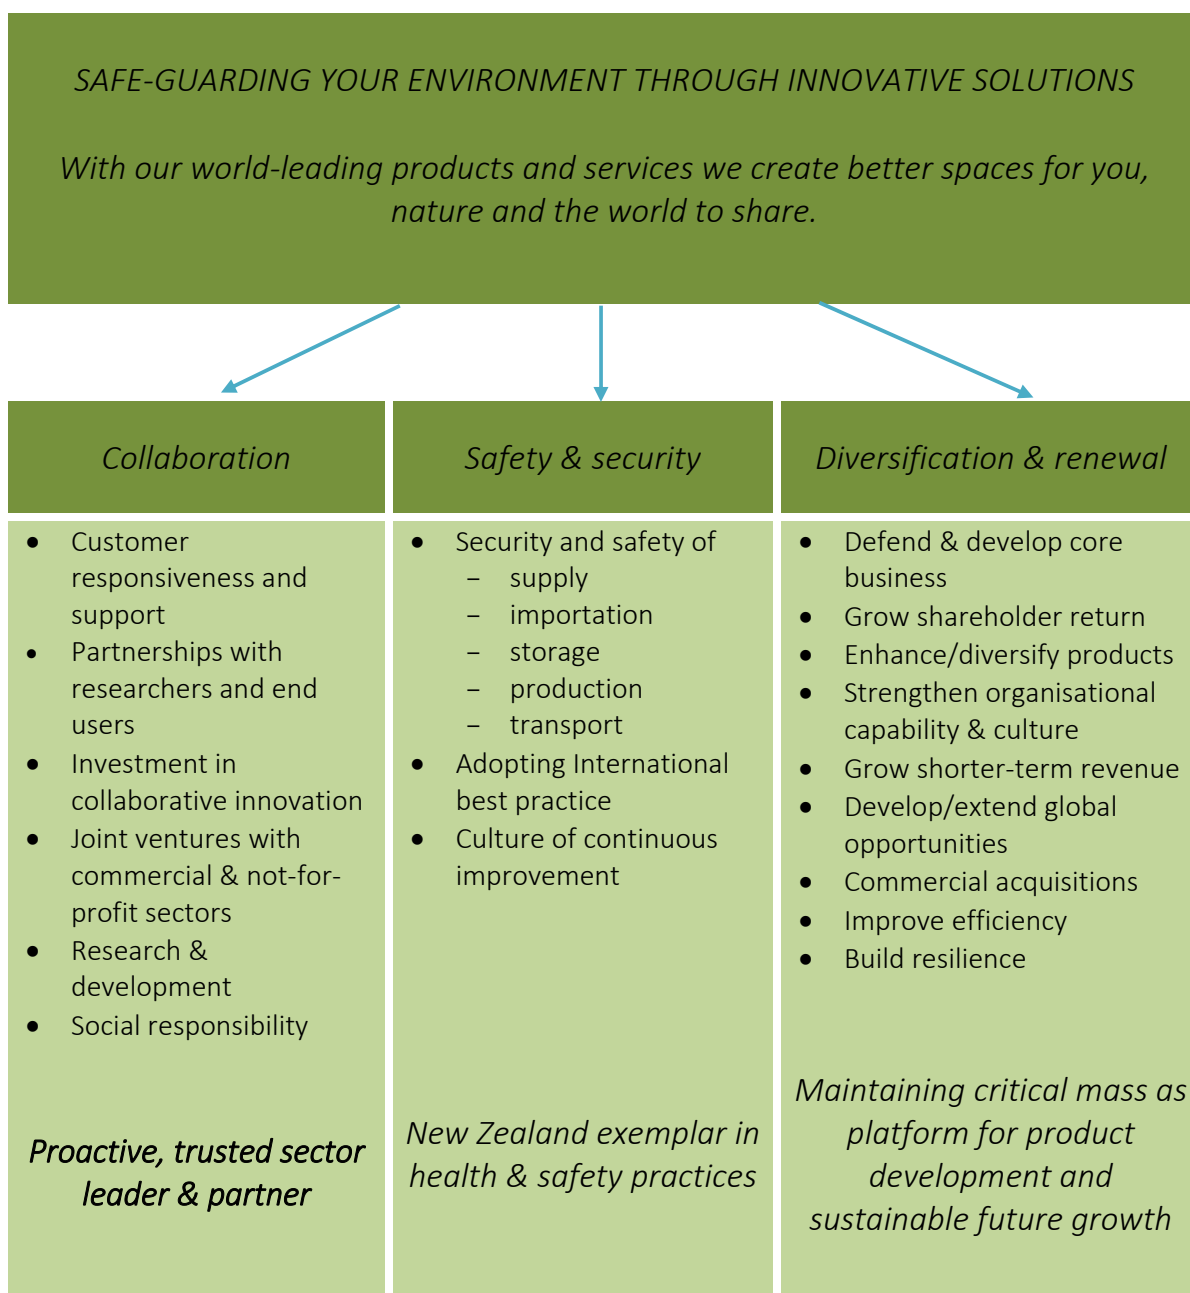 SAFE-GUARDING YOUR ENVIRONMENT THROUGH INNOVATIVE SOLUTIONS
With our world-leading products and services we create better spaces for you,
nature and the world to share.
Collaboration
• Customer
responsiveness and
support
• Partnerships with
researchers and end
users
• Investment in
collaborative innovation
• Joint ventures with
commercial & not-for-
profit sectors
• Research &
development
• Social responsibility
Proactive, trusted sector
leader & partner
Safety & security
• Security and safety of
– supply
– importation
– storage
– production
– transport
• Adopting International
best practice
• Culture of continuous
improvement
New Zealand exemplar in
health & safety practices
Diversification & renewal
• Defend & develop core
business
• Grow shareholder return
• Enhance/diversify products
• Strengthen organisational
capability & culture
• Grow shorter-term revenue
• Develop/extend global
opportunities
• Commercial acquisitions
• Improve efficiency
• Build resilience
Maintaining critical mass as
platform for product
development and
sustainable future growth